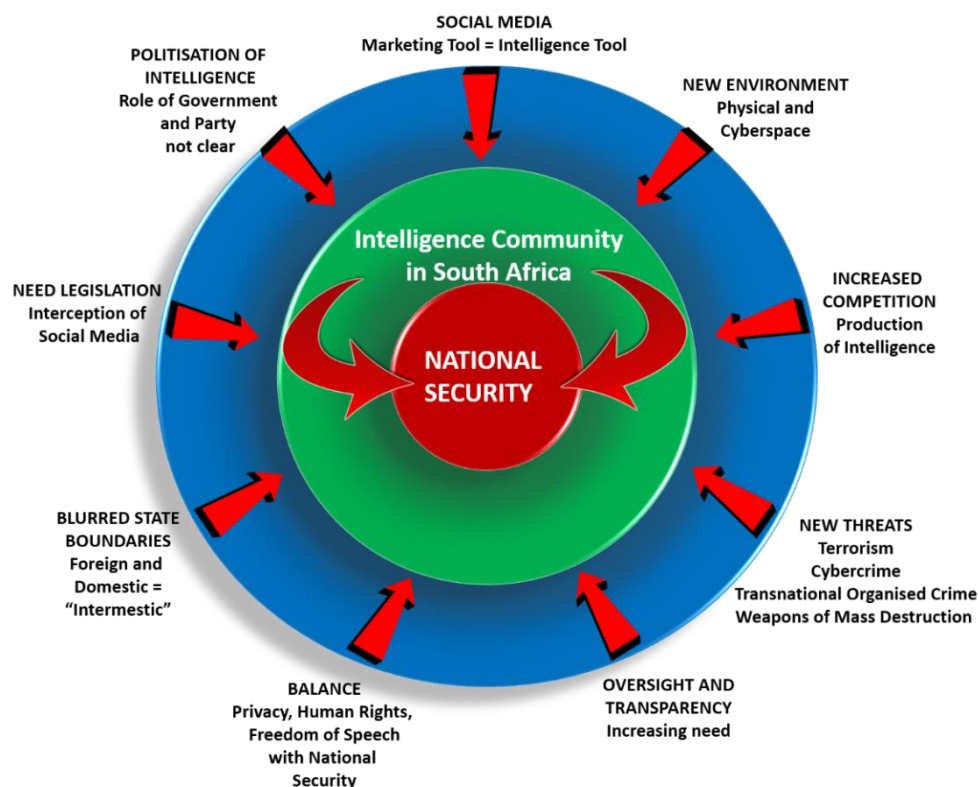 SOCIAL MEDIA
Marketing Tool = Intelligence Tool
POLITISATION OF
INTELLIGENCE
Role of Government
and Party
not clear
NEW ENVIRONMENT
Physical and
Cyberspace
Intelligence Community
in South Africa
NEED LEGISLATION
Interception of
Social Media
INCREASED
COMPETITION
Production
of Intelligence
NATIONAL
SECURITY
BLURRED STATE
BOUNDARIES
Foreign and
Domestic =
“Intermestic”
NEW THREATS
Terrorism
Cybercrime
Transnational Organised Crime
Weapons of Mass Destruction
BALANCE
Privacy, Human Rights,
Freedom of Speech
with National
Security
OVERSIGHT AND
TRANSPARENCY
Increasing need